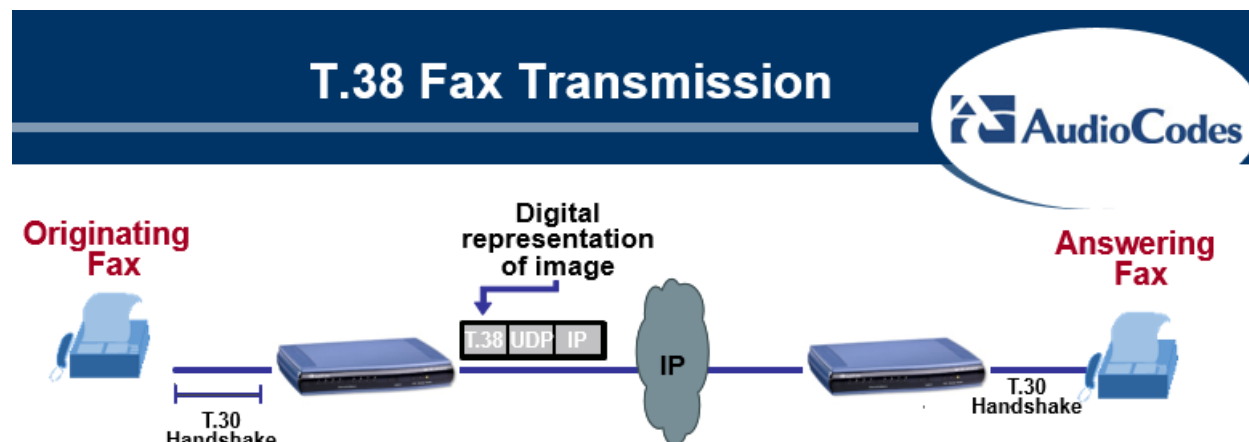 T.38 Fax Transmission
AudioCodes
Originating
Fax
Digital
representation
of image
Answering
Fax
T.38 UDP IP
IP
T.30
Handshake
T.30
Handshake